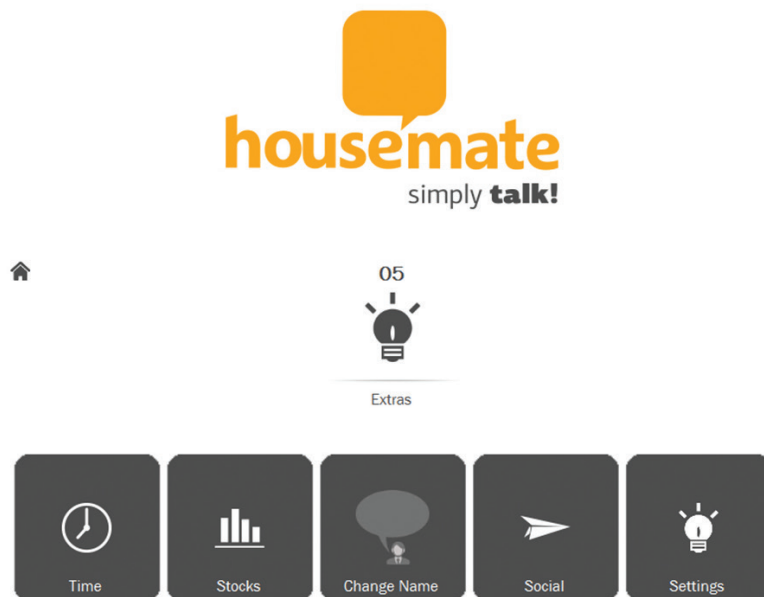 housemate
simply talk!
05
Extras
Time
Stocks
Change Name
Social
Settings